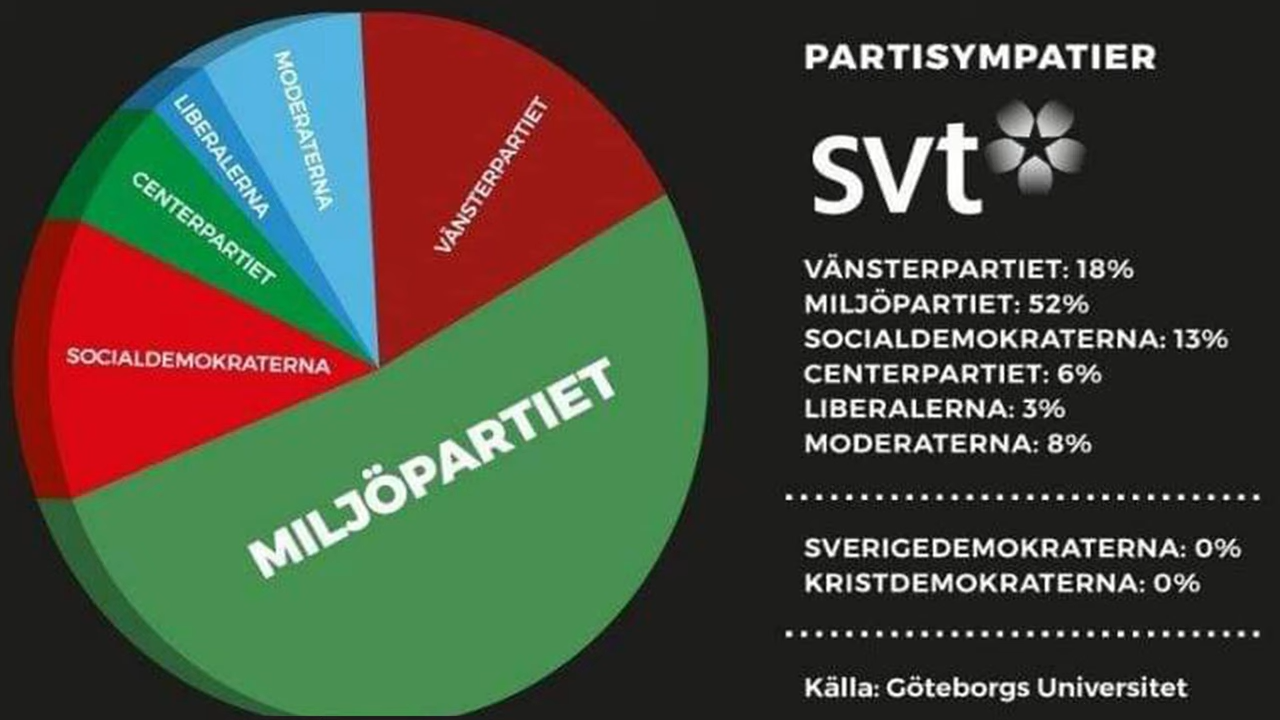 MODERATERNA
LIBERALERNA
CENTERPARTIET
SOCIALDEMOKRATERNA
VÄNSTERPARTIET
MILJÖPARTIET
PARTISYMPATIER
svt
VÄNSTERPARTIET: 18%
MILJÖPARTIET: 52%
SOCIALDEMOKRATERNA: 13%
CENTERPARTIET: 6%
LIBERALERNA: 3%
MODERATERNA: 8%
SVERIGEDEMOKRATERNA: 0%
KRISTDEMOKRATERNA: 0%
Källa: Göteborgs Universitet